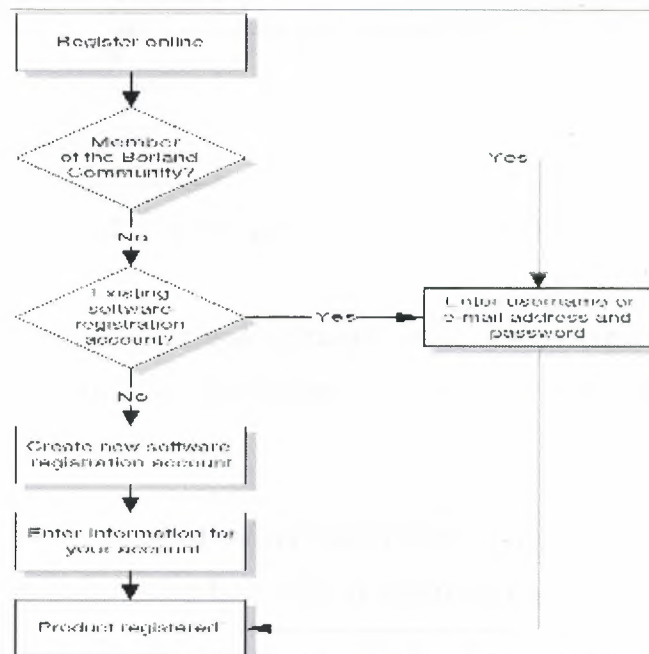 Register online
Member
of the Borland
Community?
Yes
No
Existing
software
registration
account?
Yes
Enter username or
e-mail address and
password
No
Create new software
registration account
Enter information for
your account
Product registered